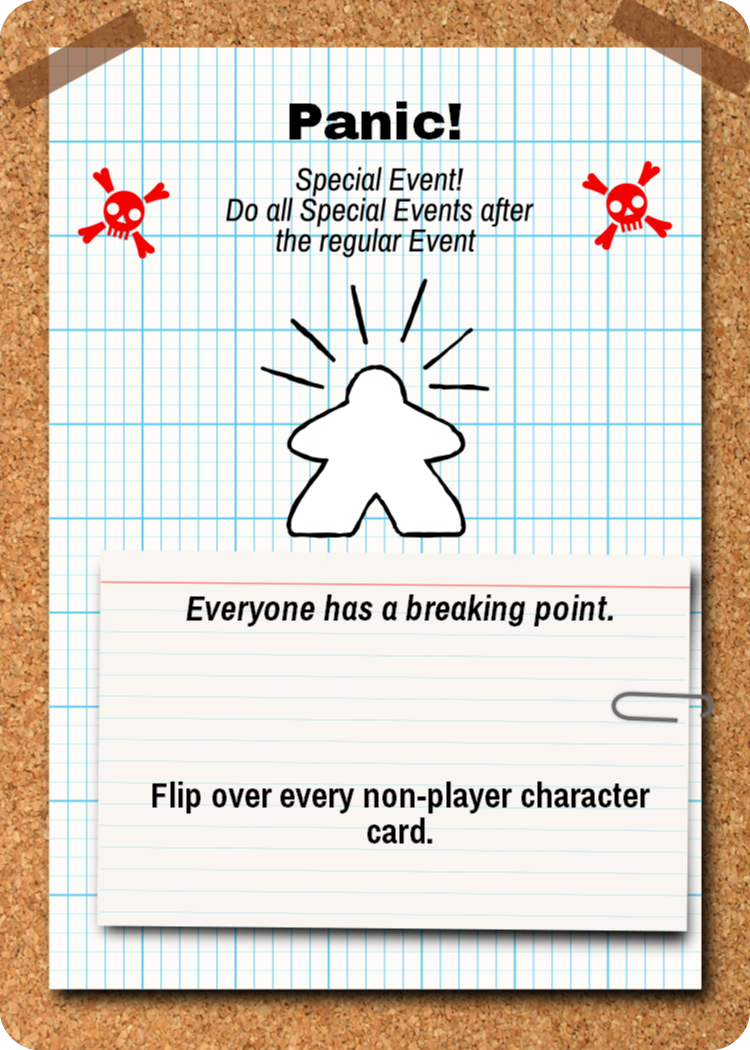 Panic!
Special Event!
Do all Special Events after
the regular Event
Everyone has a breaking point.
Flip over every non-player character
card.